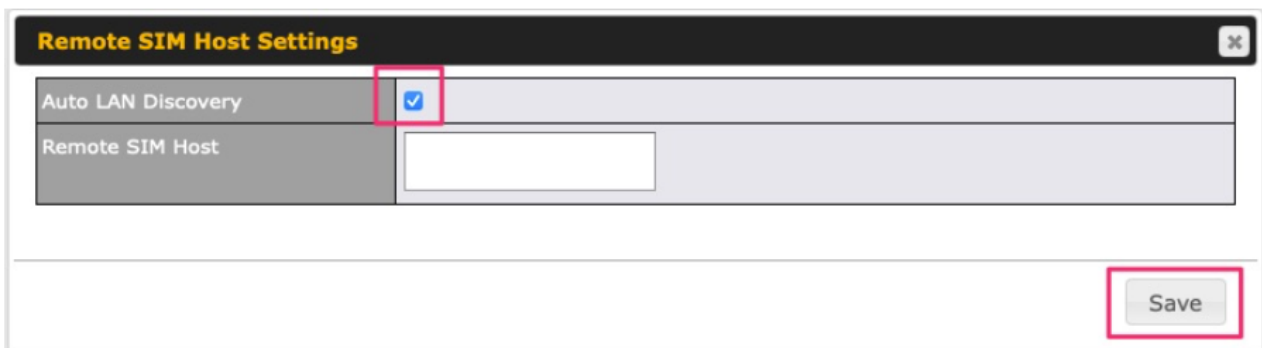 Remote SIM Host Settings
Auto LAN Discovery
Remote SIM Host
Save